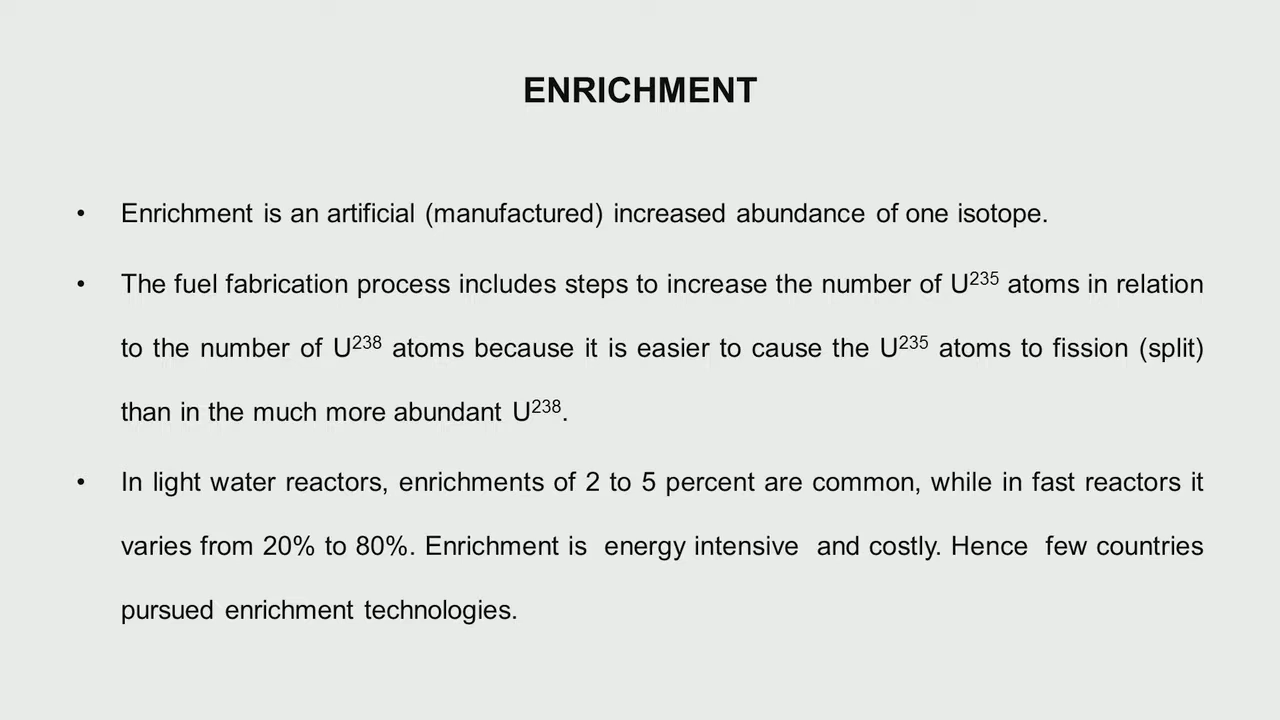 ENRICHMENT
• Enrichment is an artificial (manufactured) increased abundance of one isotope.
• The fuel fabrication process includes steps to increase the number of U²³⁵ atoms in relation
to the number of U²³⁸ atoms because it is easier to cause the U²³⁵ atoms to fission (split)
than in the much more abundant U²³⁸.
• In light water reactors, enrichments of 2 to 5 percent are common, while in fast reactors it
varies from 20% to 80%. Enrichment is energy intensive and costly. Hence few countries
pursued enrichment technologies.